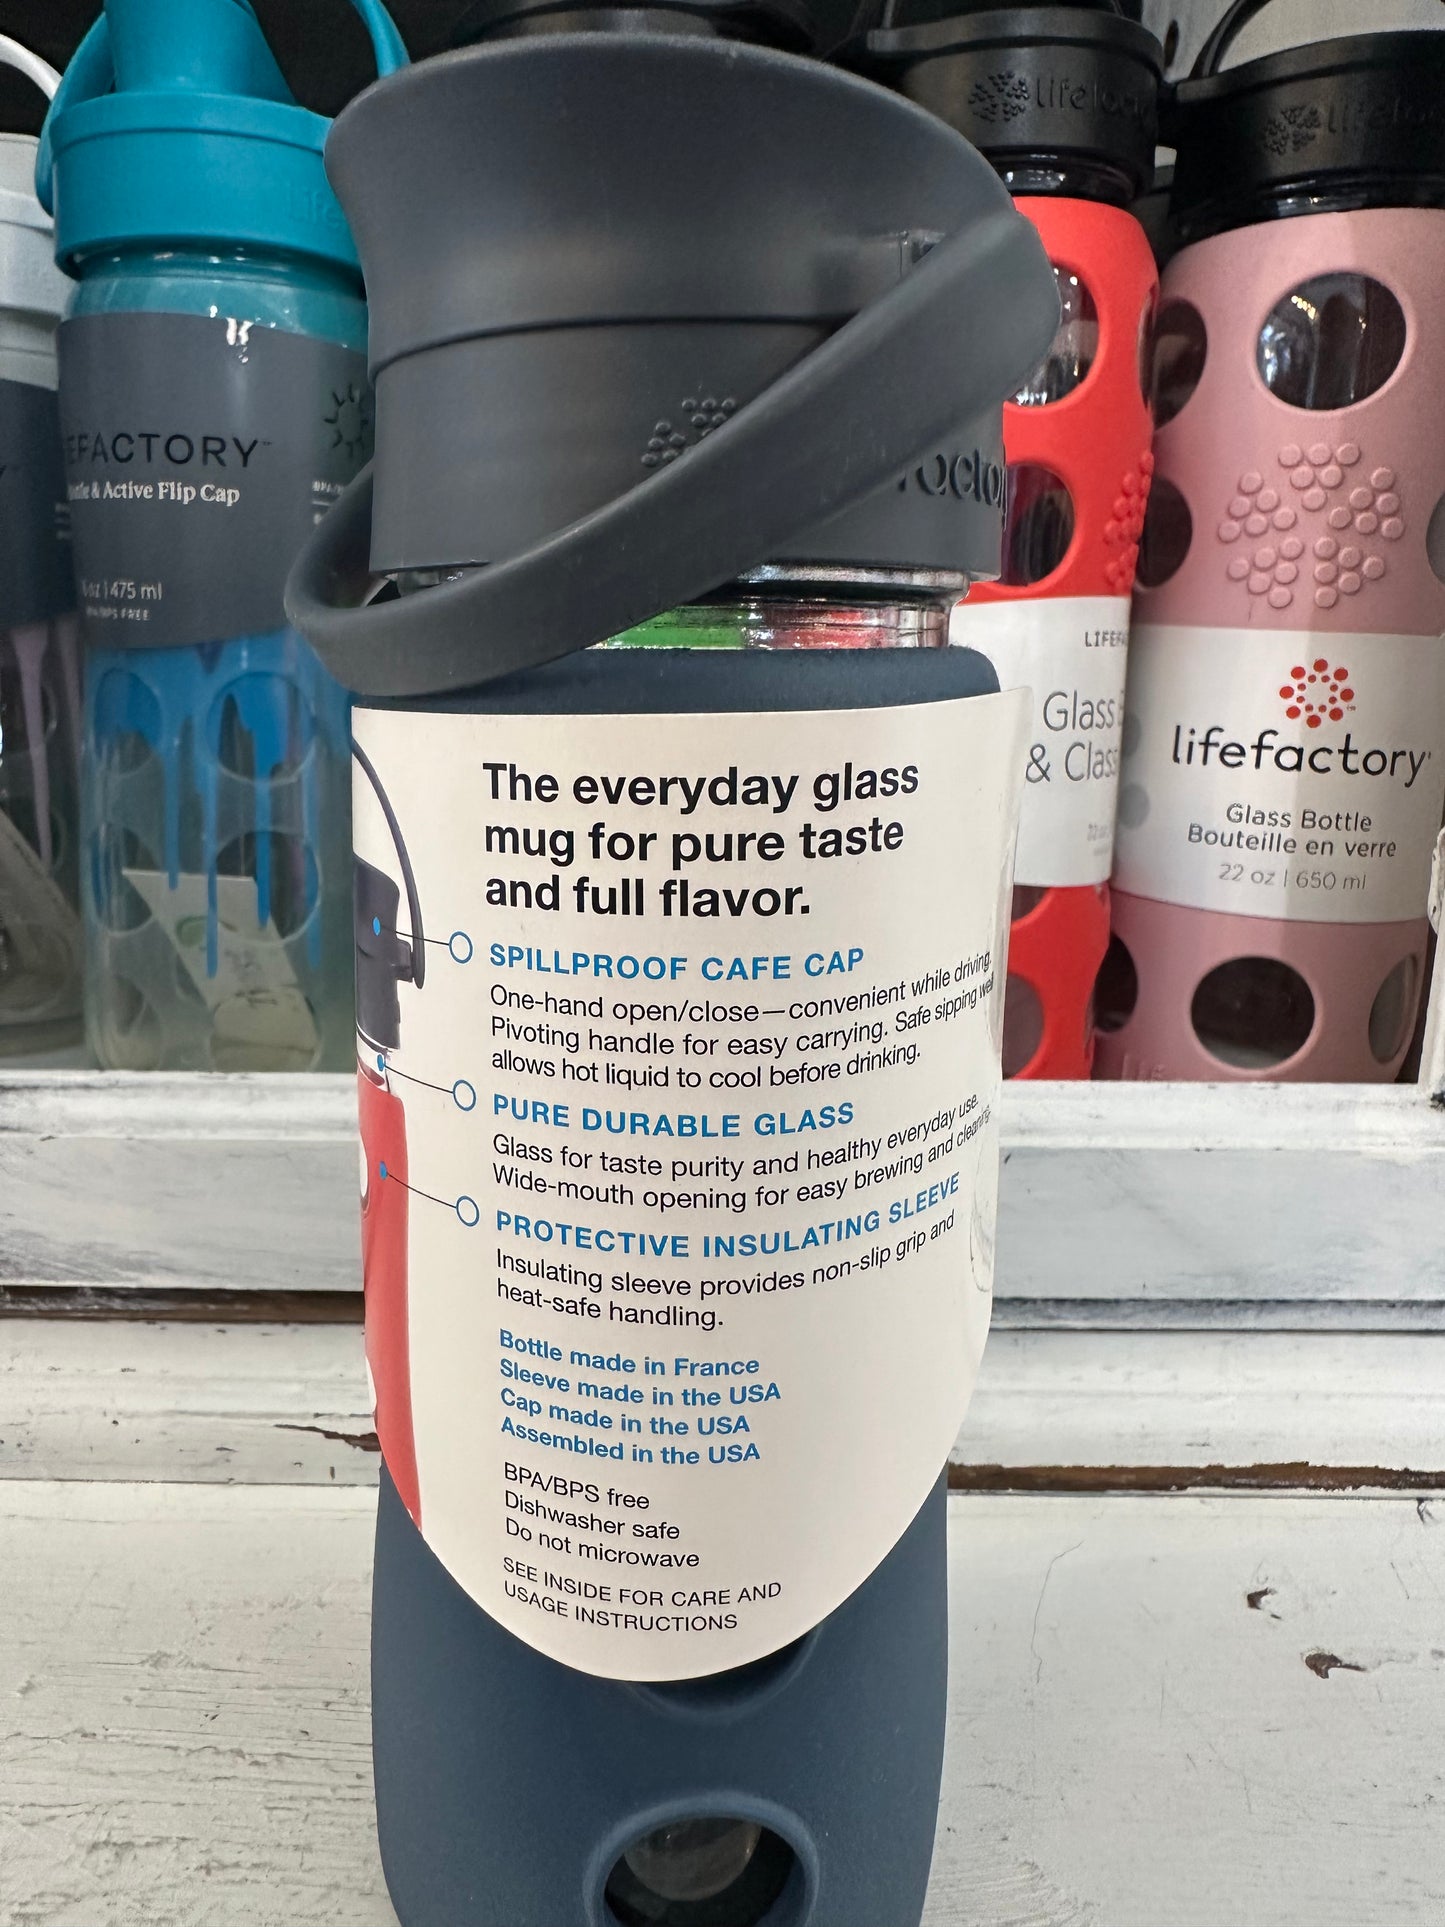 lifefactory
EFACTORY™
& Active Flip Cap
475 ml
The everyday glass
mug for pure taste
and full flavor.
SPILLPROOF CAFE CAP
One-hand open/close—convenient while driving.
Pivoting handle for easy carrying. Safe sipping well
allows hot liquid to cool before drinking.
PURE DURABLE GLASS
Glass for taste purity and healthy everyday use.
Wide-mouth opening for easy brewing and cleaning.
PROTECTIVE INSULATING SLEEVE
Insulating sleeve provides non-slip grip and
heat-safe handling.
Bottle made in France
Sleeve made in the USA
Cap made in the USA
Assembled in the USA
BPA/BPS free
Dishwasher safe
Do not microwave
SEE INSIDE FOR CARE AND
USAGE INSTRUCTIONS
LIFEF
Glass
& Clas
lifefactory
Glass Bottle
Bouteille en verre
22 oz | 650 ml